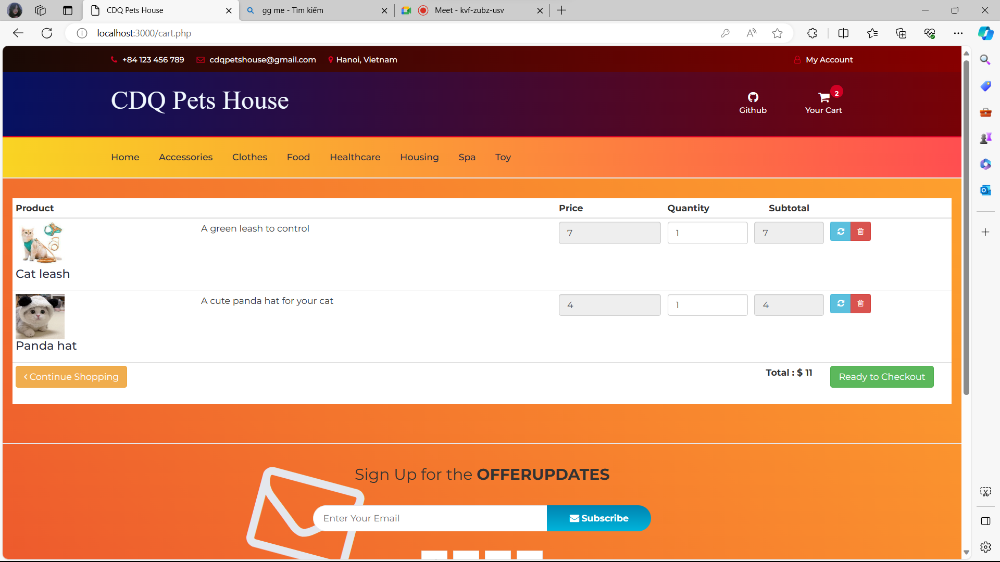 CDQ Pets House
gg me - Tìm kiếm
Meet - kvf-zubz-usv
localhost:3000/cart.php
+84 123 456 789
cdqpetshouse@gmail.com
Hanoi, Vietnam
My Account
CDQ Pets House
Github
2
Your Cart
Home
Accessories
Clothes
Food
Healthcare
Housing
Spa
Toy
Product Price Quantity Subtotal
A green leash to control 7 1 7
Cat leash
A cute panda hat for your cat 4 1 4
Panda hat
Continue Shopping
Total : $ 11
Ready to Checkout
Sign Up for the OFFERUPDATES
Enter Your Email
Subscribe